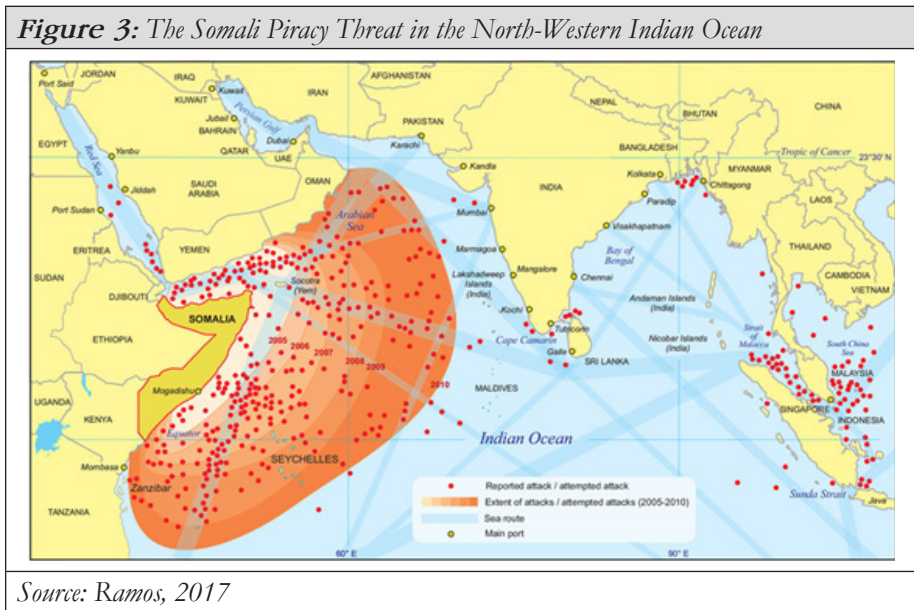 Figure 3: The Somali Piracy Threat in the North-Western Indian Ocean
JORDAN
IRAQ
IRAN
AFGHANISTAN
Port Said
KUWAIT
Kuwait
PAKISTAN
NEPAL
BHUTAN
CHINA
EGYPT
Jubail
BAHRAIN
QATAR
Persian Gulf
Dubai
UAE
Karachi
BANGLADESH
Tropic of Cancer
23°30 N
Yanbu
Red Sea
SAUDI
ARABIA
OMAN
Kandla
INDIA
Kolkata
Chittagong
MYANMAR
Jiddah
Port Sudan
Arabian
Sea
Mumbai
Paradip
LAOS
ERITREA
YEMEN
Marmagoa
Visakhapatnam
Bay of
Bengal
THAILAND
SUDAN
DJIBOUTI
Socotra
(Yem)
Lakshadweep
Islands
(India)
Mangalore
Chennai
CAMBODIA
VIETNAM
SOMALIA
Kochi
Andaman Islands
(India)
ETHIOPIA
2005
2006
2007
2008
2009
2010
Cape Camarin
Tuticorin
Galle
SRI LANKA
Nicobar Islands
(India)
Strait
of
Malacca
South China
Sea
Mogadishu
MALDIVES
MALAYSIA
UGANDA
KENYA
Equator
SINGAPORE
INDONESIA
Indian Ocean
Mombasa
SEYCHELLES
Zanzibar
TANZANIA
Reported attack / attempted attack
Extent of attacks / attempted attacks (2005-2010)
Sea route
Main port
Sunda Strait
Java
60° E
90° E
Source: Ramos, 2017